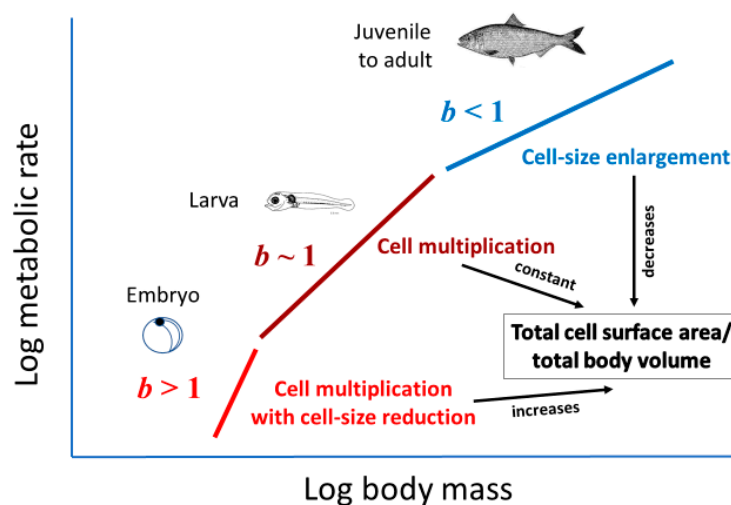 Juvenile
to adult
b < 1
Cell-size enlargement
Larva
b ~ 1
Cell multiplication
constant
decreases
Embryo
Total cell surface area/
total body volume
b > 1
Cell multiplication
with cell-size reduction
increases
Log metabolic rate
Log body mass